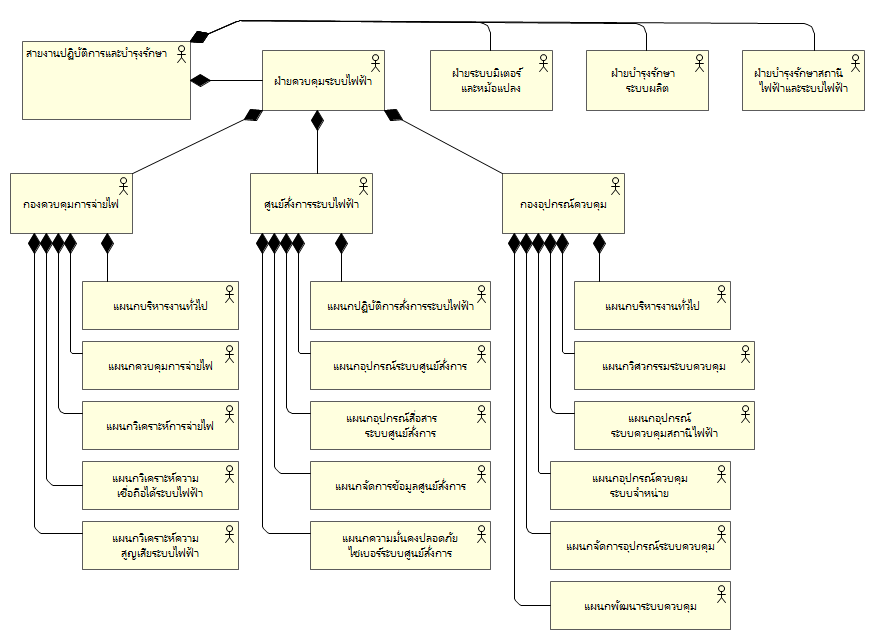 สายงานปฏิบัติการและบำรุงรักษา
ฝ่ายควบคุมระบบไฟฟ้า
ฝ่ายระบบมิเตอร์
และหม้อแปลง
ฝ่ายบำรุงรักษา
ระบบผลิต
ฝ่ายบำรุงรักษาสถานี
ไฟฟ้าและระบบไฟฟ้า
กองควบคุมการจ่ายไฟ
ศูนย์สั่งการระบบไฟฟ้า
กองอุปกรณ์ควบคุม
แผนกบริหารงานทั่วไป
แผนกควบคุมการจ่ายไฟ
แผนกวิเคราะห์การจ่ายไฟ
แผนกวิเคราะห์ความ
เชื่อถือได้ระบบไฟฟ้า
แผนกวิเคราะห์ความ
สูญเสียระบบไฟฟ้า
แผนกปฏิบัติการสั่งการระบบไฟฟ้า
แผนกอุปกรณ์ระบบศูนย์สั่งการ
แผนกอุปกรณ์สื่อสาร
ระบบศูนย์สั่งการ
แผนกจัดการข้อมูลศูนย์สั่งการ
แผนกความมั่นคงปลอดภัย
ไซเบอร์ระบบศูนย์สั่งการ
แผนกบริหารงานทั่วไป
แผนกวิศวกรรมระบบควบคุม
แผนกอุปกรณ์
ระบบควบคุมสถานีไฟฟ้า
แผนกอุปกรณ์ควบคุม
ระบบจำหน่าย
แผนกจัดการอุปกรณ์ระบบควบคุม
แผนกพัฒนาระบบควบคุม